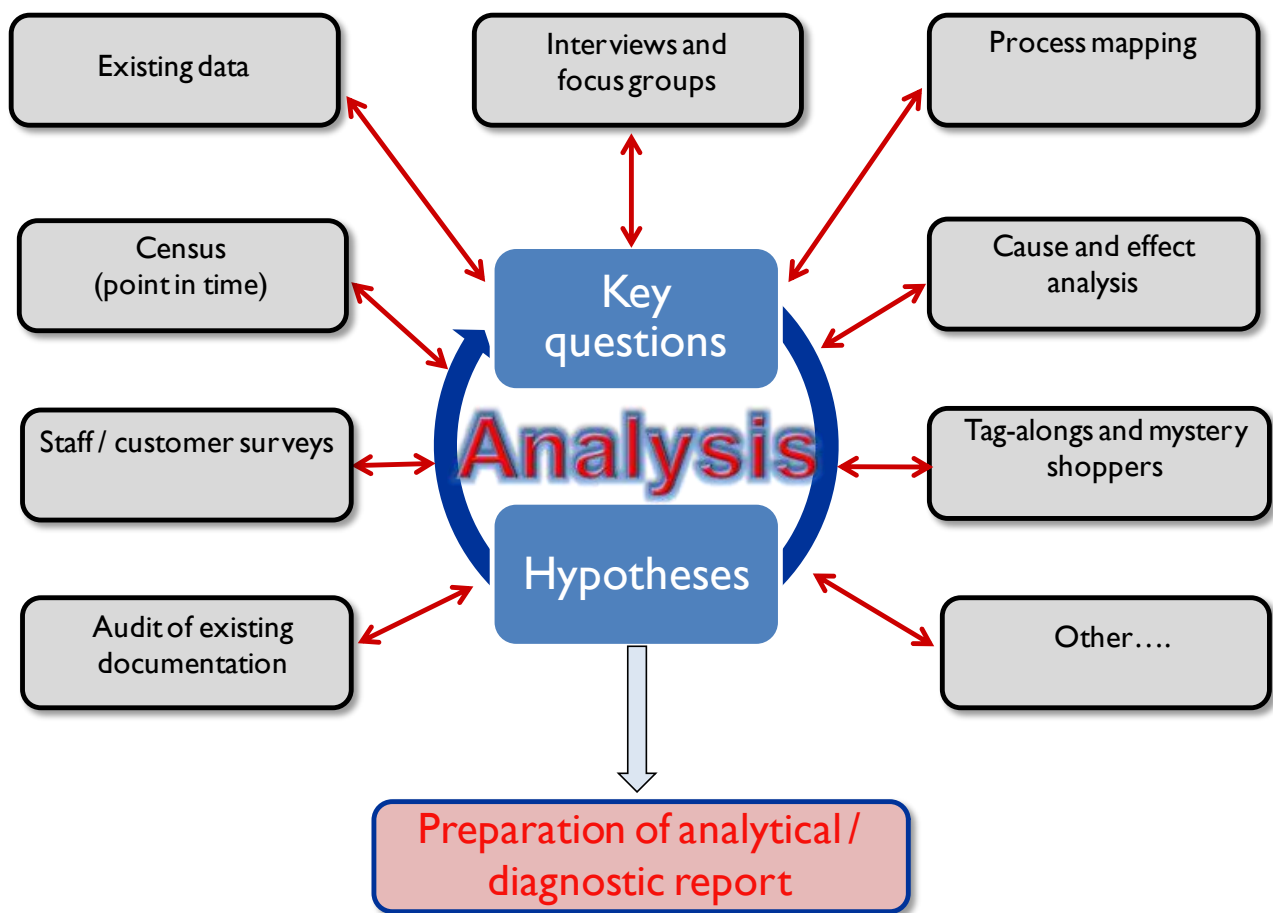 Existing data
Interviews and
focus groups
Process mapping
Census
(point in time)
Key
questions
Cause and effect
analysis
Staff / customer surveys
Analysis
Tag-alongs and mystery
shoppers
Audit of existing
documentation
Hypotheses
Other....
Preparation of analytical /
diagnostic report